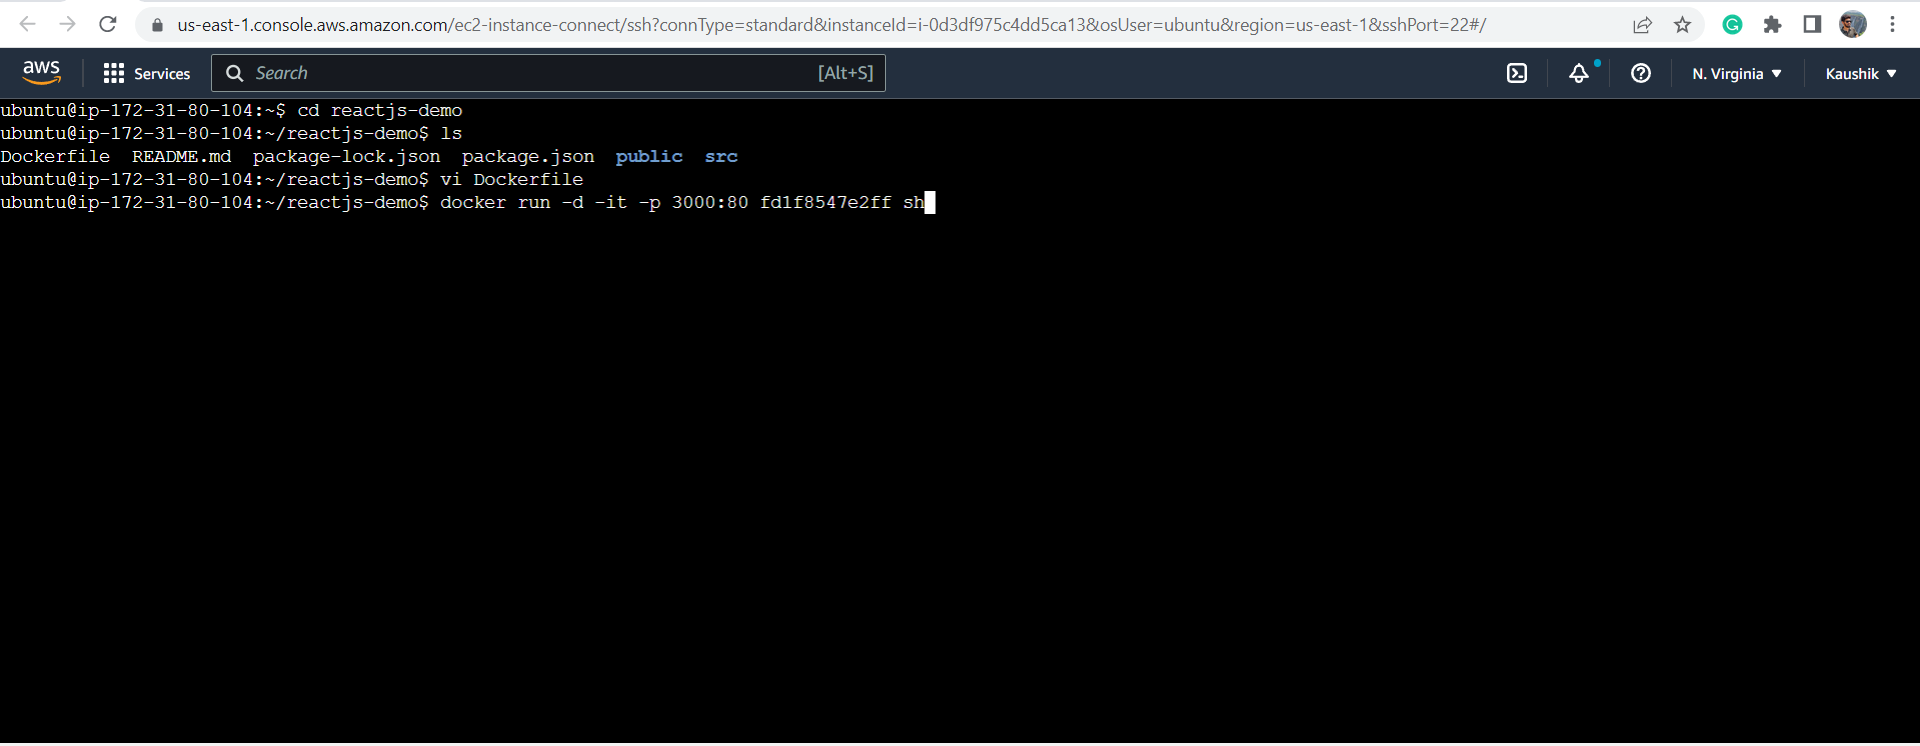 us-east-1.console.aws.amazon.com/ec2-instance-connect/ssh?connType=standard&instanceId=i-0d3df975c4dd5ca13&osUser=ubuntu&region=us-east-1&sshPort=22#/
aws Services Search [Alt+S] N. Virginia Kaushik
ubuntu@ip-172-31-80-104:~$ cd reactjs-demo
ubuntu@ip-172-31-80-104:~/reactjs-demo$ ls
Dockerfile  README.md  package-lock.json  package.json  public  src
ubuntu@ip-172-31-80-104:~/reactjs-demo$ vi Dockerfile
ubuntu@ip-172-31-80-104:~/reactjs-demo$ docker run -d -it -p 3000:80 fd1f8547e2ff sh